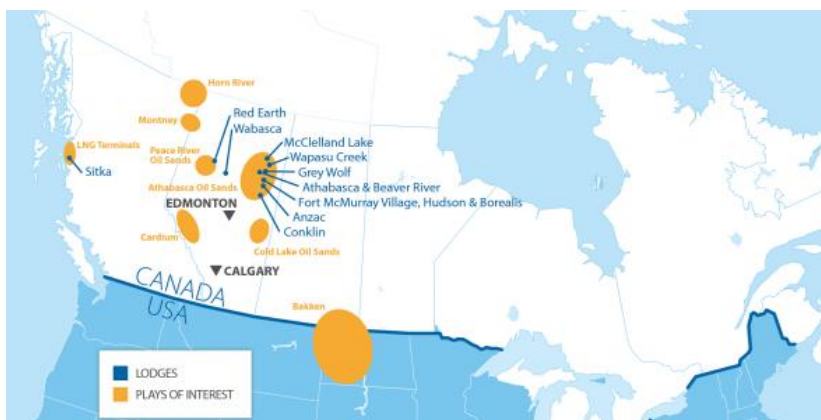 Horn River
Montney
Red Earth
Wabasca
LNG Terminals
Peace River
Oil Sands
Sitka
McClelland Lake
Wapasu Creek
Grey Wolf
Athabasca Oil Sands
Athabasca & Beaver River
EDMONTON
Fort McMurray Village, Hudson & Borealis
Anzac
Cardium
Conklin
Cold Lake Oil Sands
CALGARY
CANADA
USA
Bakken
LODGES
PLAYS OF INTEREST